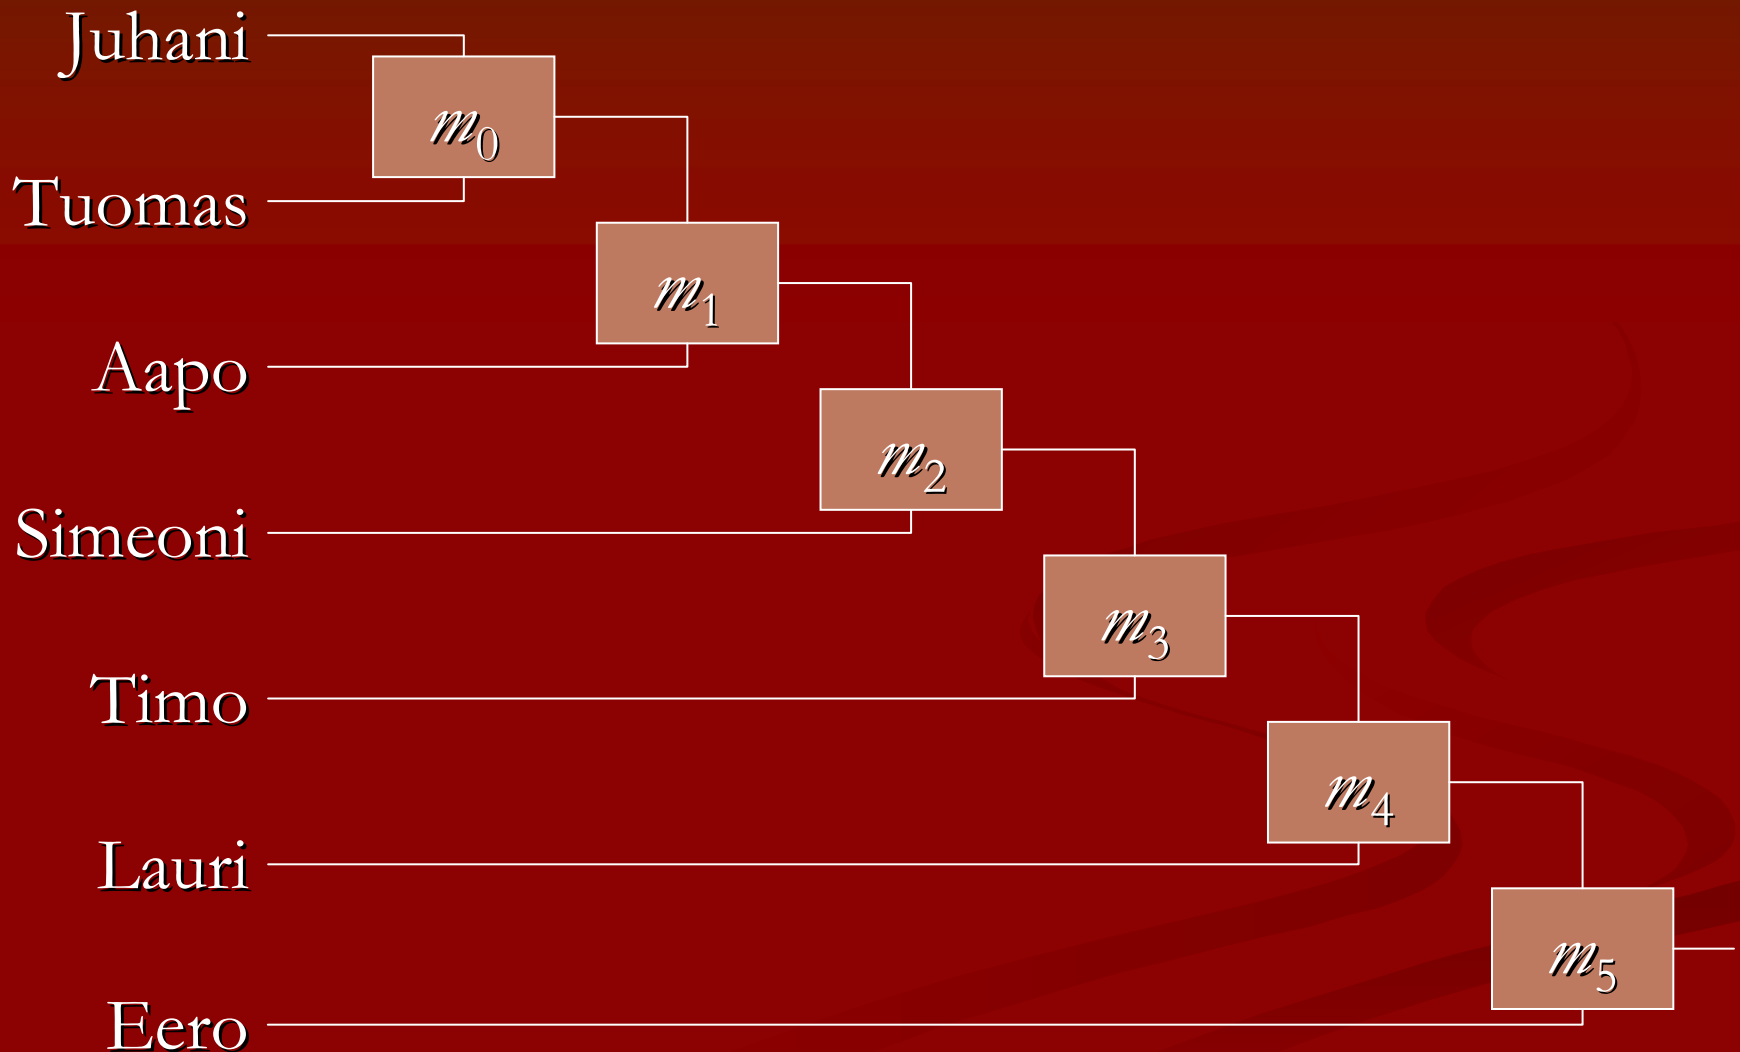 Juhani
m0
Tuomas
m1
Aapo
m2
Simeoni
m3
Timo
m4
Lauri
m5
Eero